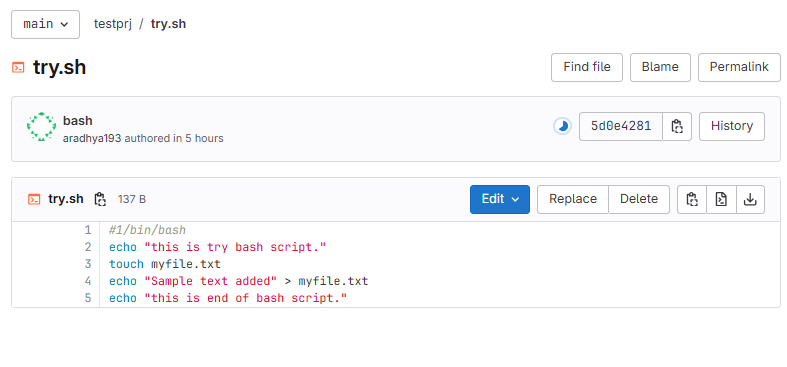 main testprj / try.sh
try.sh Find file Blame Permalink
bash
aradhya193 authored in 5 hours
5d0e4281 History
try.sh 137 B Edit Replace Delete
1 #1/bin/bash
2 echo "this is try bash script."
3 touch myfile.txt
4 echo "Sample text added" > myfile.txt
5 echo "this is end of bash script."